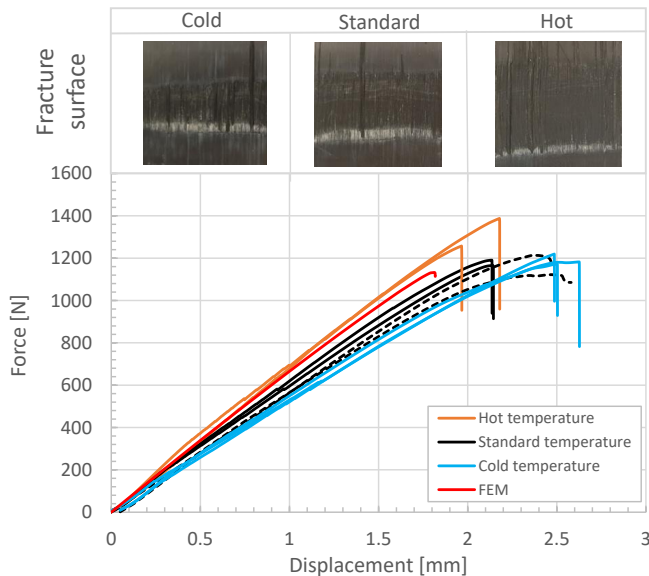 Cold Standard Hot
Fracture
surface
1600
1400
1200
1000
800
600
400
200
0
Force [N]
0 0.5 1 1.5 2 2.5 3
Displacement [mm]
Hot temperature
Standard temperature
Cold temperature
FEM